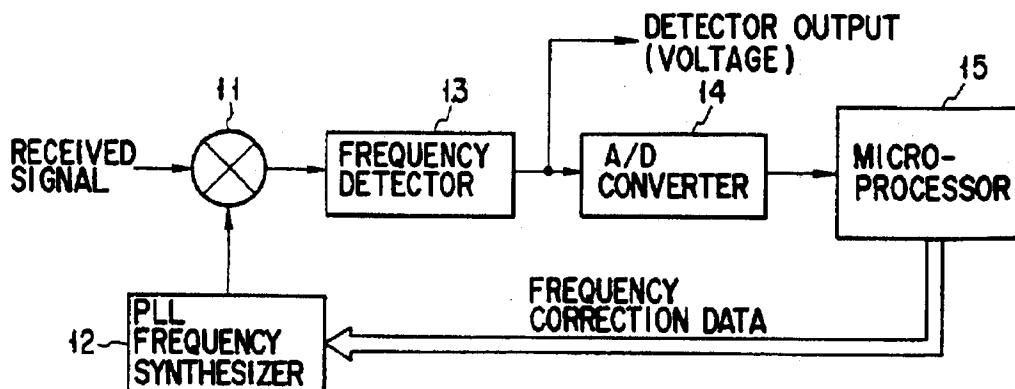 DETECTOR OUTPUT
(VOLTAGE)
11
13
14
15
RECEIVED
SIGNAL
FREQUENCY
DETECTOR
A/D
CONVERTER
MICRO-
PROCESSOR
12
PLL
FREQUENCY
SYNTHESIZER
FREQUENCY
CORRECTION DATA